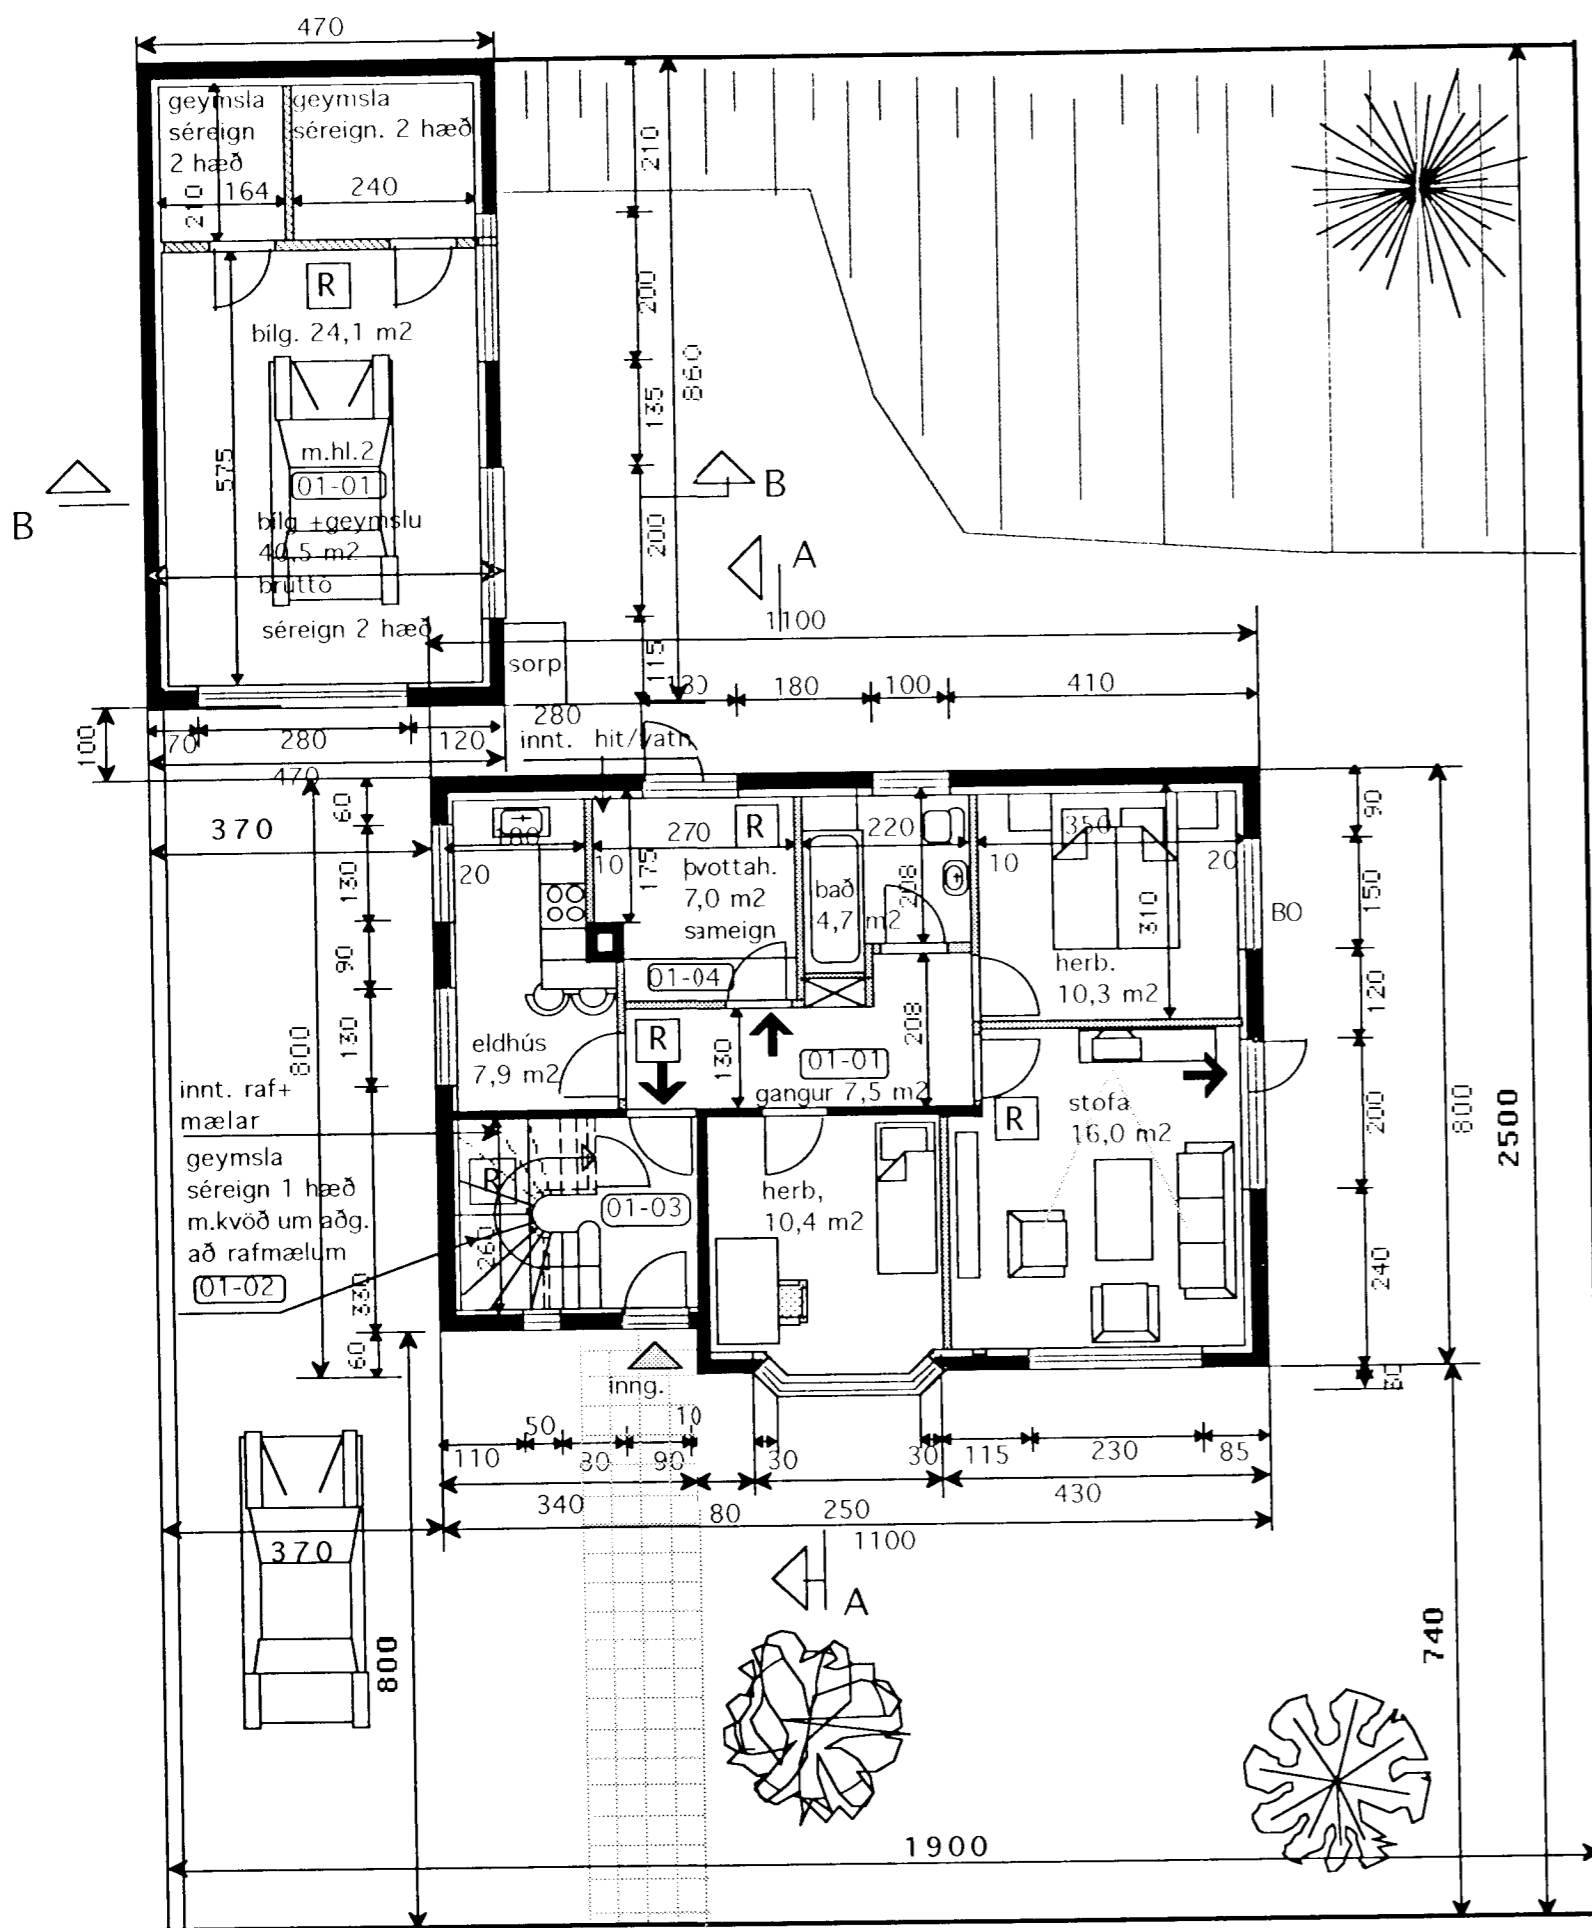 470
geymsla
séreign
2 hæð
geymsla
séreign. 2 hæð
210
164
240
210
R
bílg. 24,1 m2
200
860
135
575
m.hl.2
01-01
bílg +geymslu
40,5 m2
brúttó
séreign 2 hæð
B
B
A
200
1100
115
sorp
180
100
410
280
100
70
280
120
innt. hit/vatn
470
60
370
270
R
220
350
90
20
10
175
þvottah.
7,0 m2
sameign
bað
4,7 m2
208
10
20
310
130
150
BO
herb.
10,3 m2
90
01-04
120
130
800
eldhús
7,9 m2
R
130
01-01
gangur 7,5 m2
208
innt. raf+
mælar
R
stofa
16,0 m2
200
800
2500
geymsla
séreign 1 hæð
m.kvöð um aðg.
að rafmælum
01-02
R
01-03
260
herb,
10,4 m2
240
330
60
inng.
50
10
110
80
90
30
30
115
230
85
340
80
250
430
1100
370
A
800
740
1900